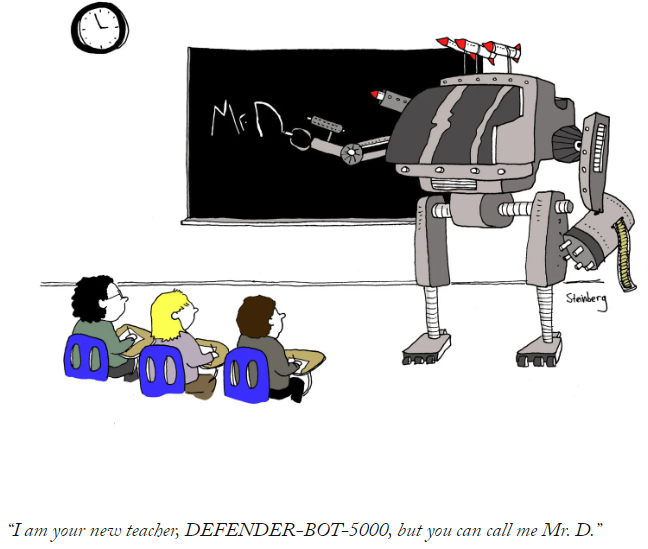 Mr. D
Steinberg
“I am your new teacher, DEFENDER-BOT-5000, but you can call me Mr. D.”